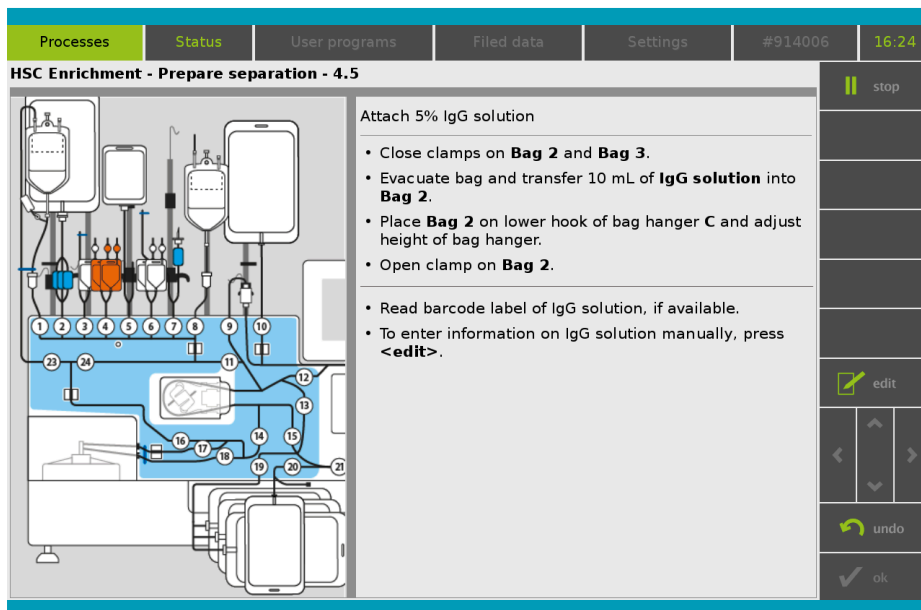 Processes Status User programs Filed data Settings #914006 16:24
HSC Enrichment - Prepare separation - 4.5
stop
Attach 5% IgG solution
• Close clamps on Bag 2 and Bag 3.
• Evacuate bag and transfer 10 mL of IgG solution into
Bag 2.
• Place Bag 2 on lower hook of bag hanger C and adjust
height of bag hanger.
• Open clamp on Bag 2.
• Read barcode label of IgG solution, if available.
• To enter information on IgG solution manually, press
<edit>.
1 2 3 4 5 6 7 8 9 10
23 24 11
12
13
16 17 18 14 15
19 20 21
edit
undo
ok